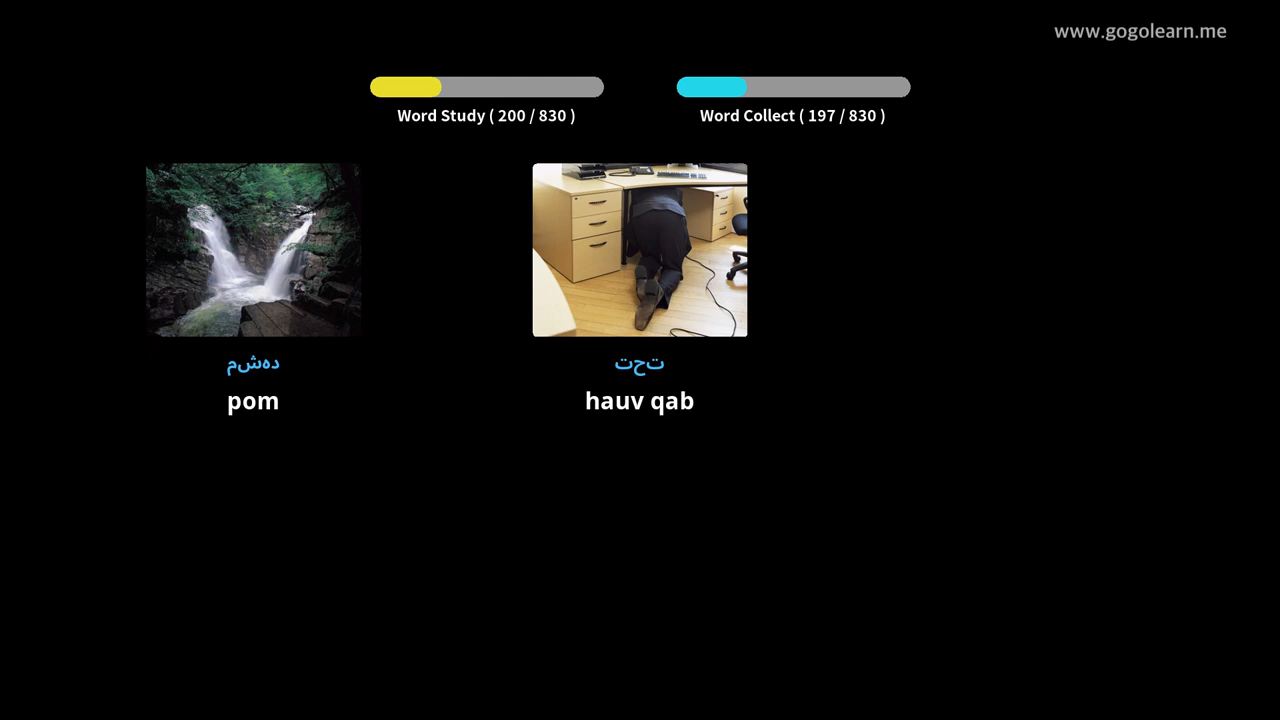 www.gogolearn.me
Word Study ( 200 / 830 )
Word Collect ( 197 / 830 )
دهشم
pom
تحت
hauv qab